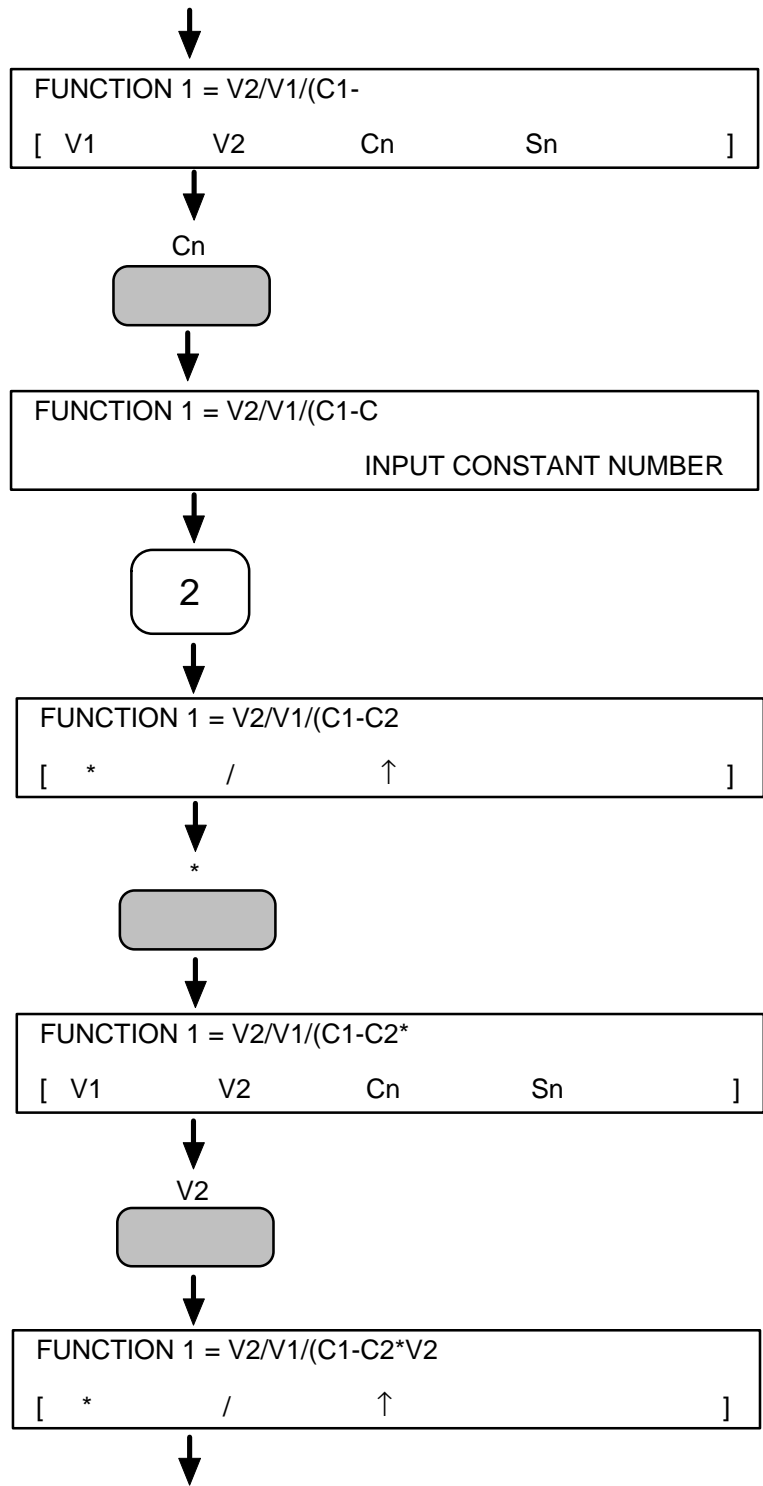 FUNCTION 1 = V2/V1/(C1-
[ V1 V2 Cn Sn ]
Cn
FUNCTION 1 = V2/V1/(C1-C
INPUT CONSTANT NUMBER
2
FUNCTION 1 = V2/V1/(C1-C2
[ * / ↑ ]
*
FUNCTION 1 = V2/V1/(C1-C2*
[ V1 V2 Cn Sn ]
V2
FUNCTION 1 = V2/V1/(C1-C2*V2
[ * / ↑ ]